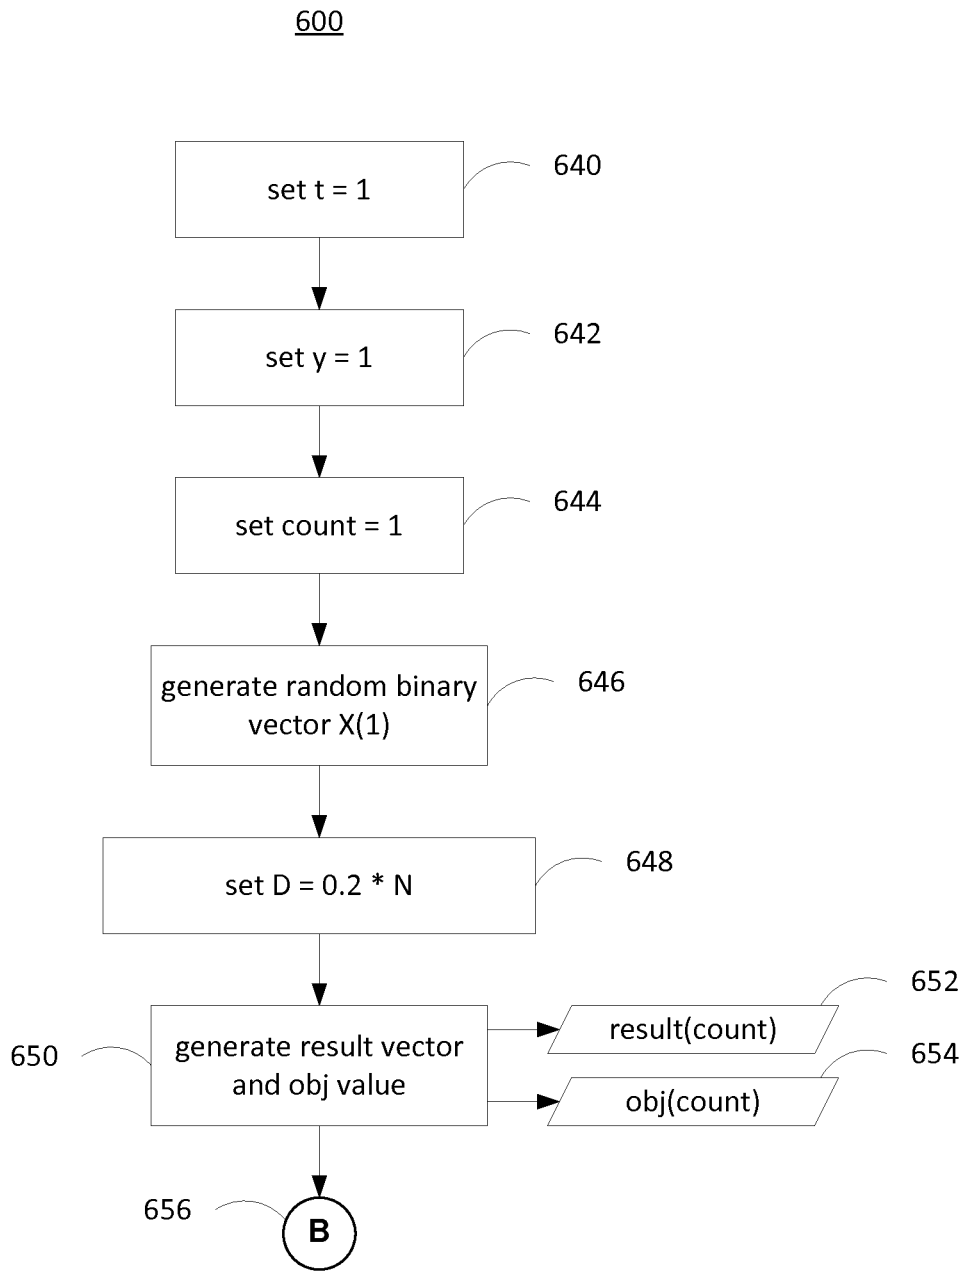 600
set t = 1
640
set y = 1
642
set count = 1
644
generate random binary
vector X(1)
646
set D = 0.2 * N
648
generate result vector
and obj value
650
result(count)
652
obj(count)
654
656
B